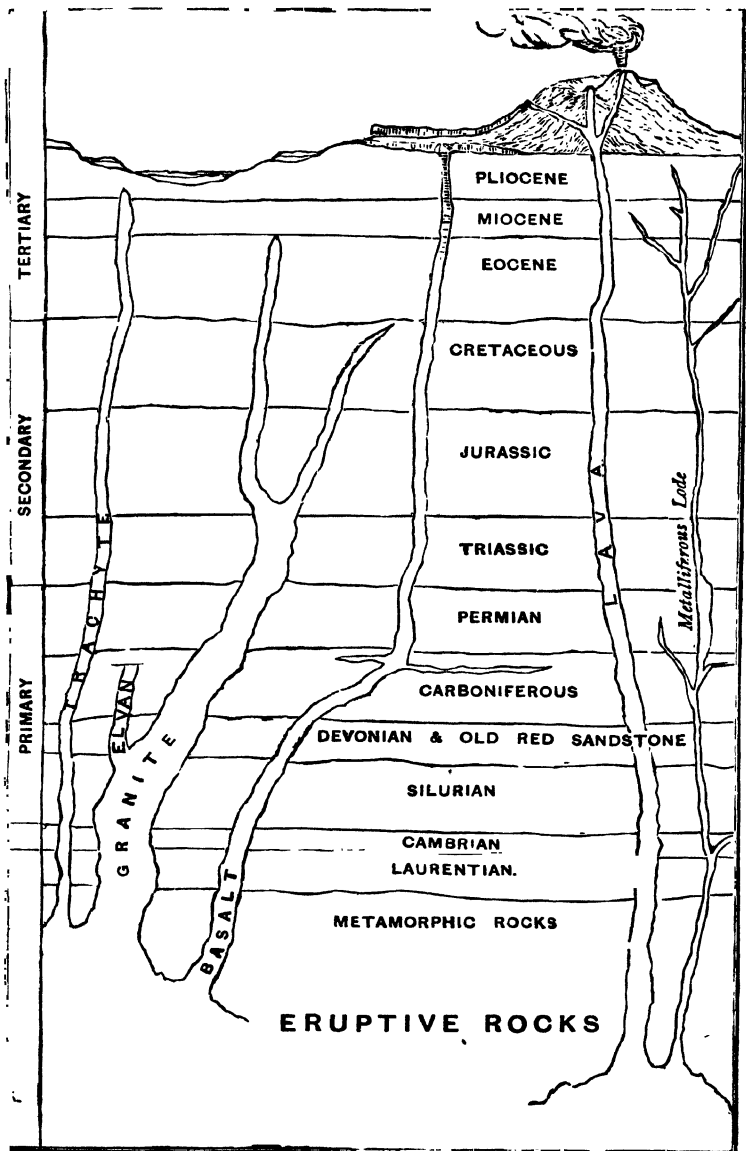 TERTIARY
SECONDARY
PRIMARY
PLIOCENE
MIOCENE
EOCENE
CRETACEOUS
JURASSIC
TRIASSIC
PERMIAN
CARBONIFEROUS
DEVONIAN & OLD RED SANDSTONE
SILURIAN
CAMBRIAN
LAURENTIAN.
METAMORPHIC ROCKS
ERUPTIVE ROCKS
TRACHYTE
ELVAN
GRANITE
BASALT
LAVA
Metalliferous Lode